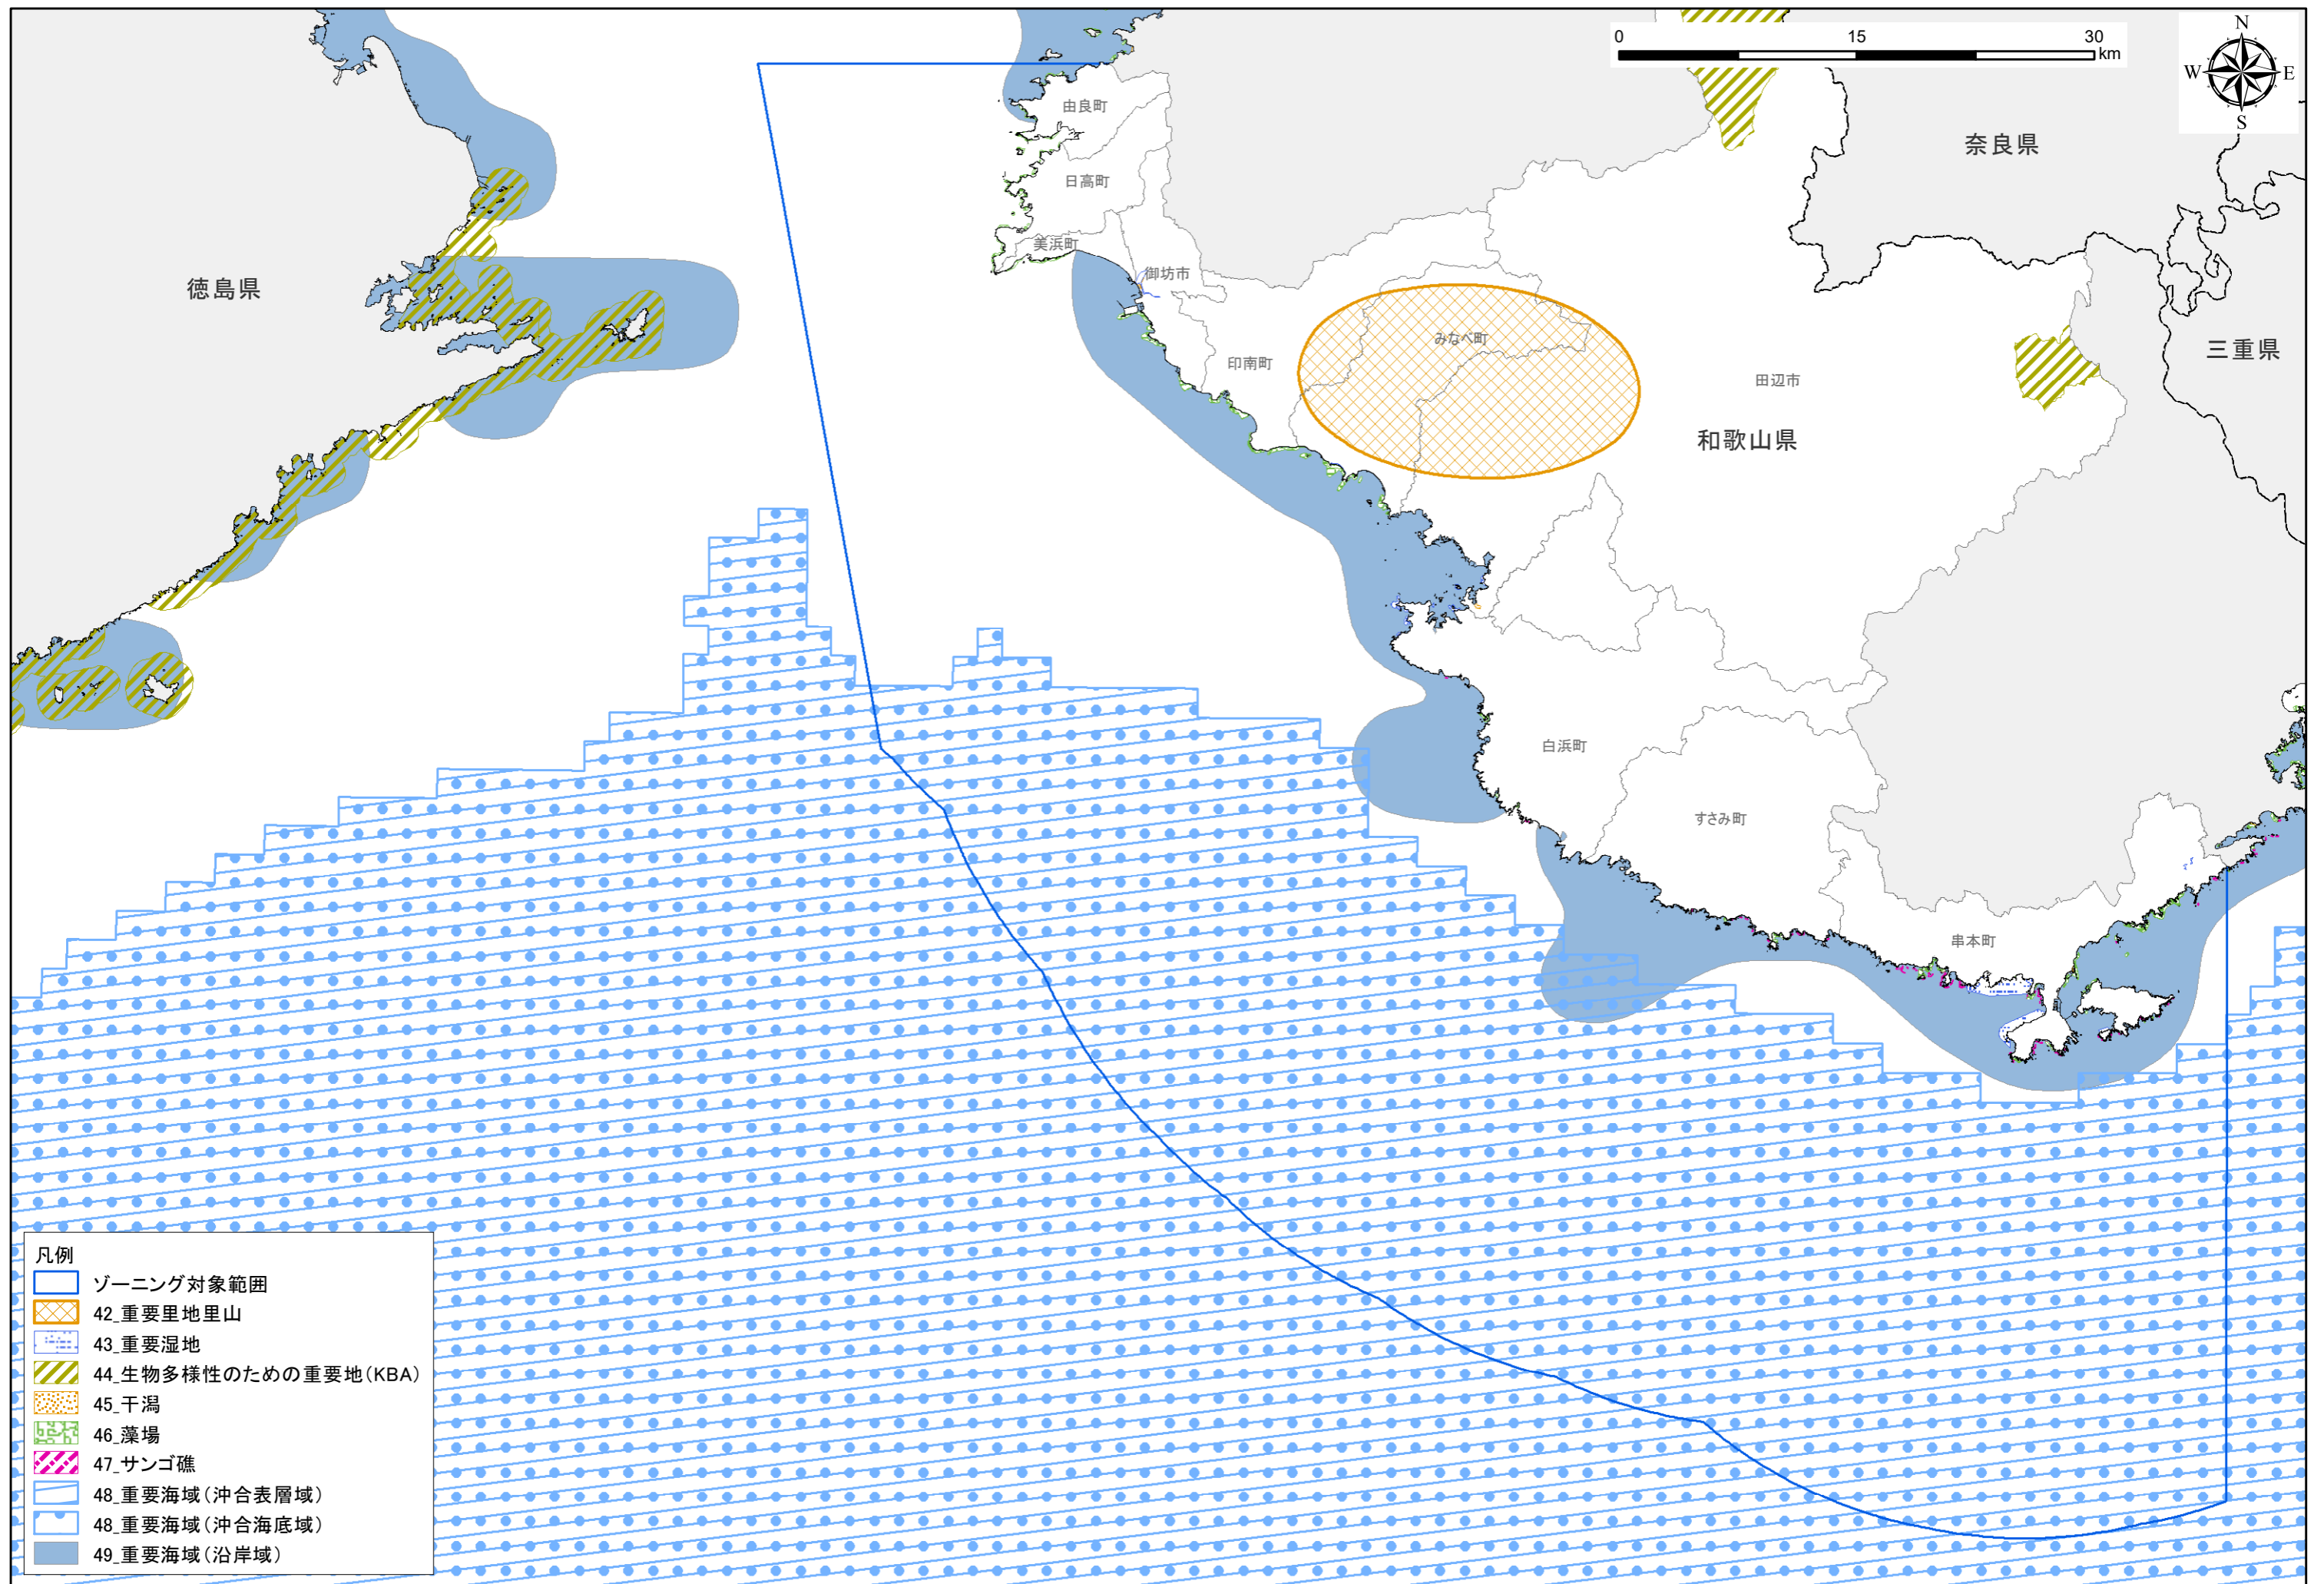 0 15 30
km
N
W E
S
由良町
奈良県
日高町
美浜町
御坊市
徳島県
みなべ町
三重県
印南町
田辺市
和歌山県
白浜町
すさみ町
串本町
凡例
ゾーニング対象範囲
42_重要里地里山
43_重要湿地
44_生物多様性のための重要地(KBA)
45_干潟
46_藻場
47_サンゴ礁
48_重要海域(沖合表層域)
48_重要海域(沖合海底域)
49_重要海域(沿岸域)